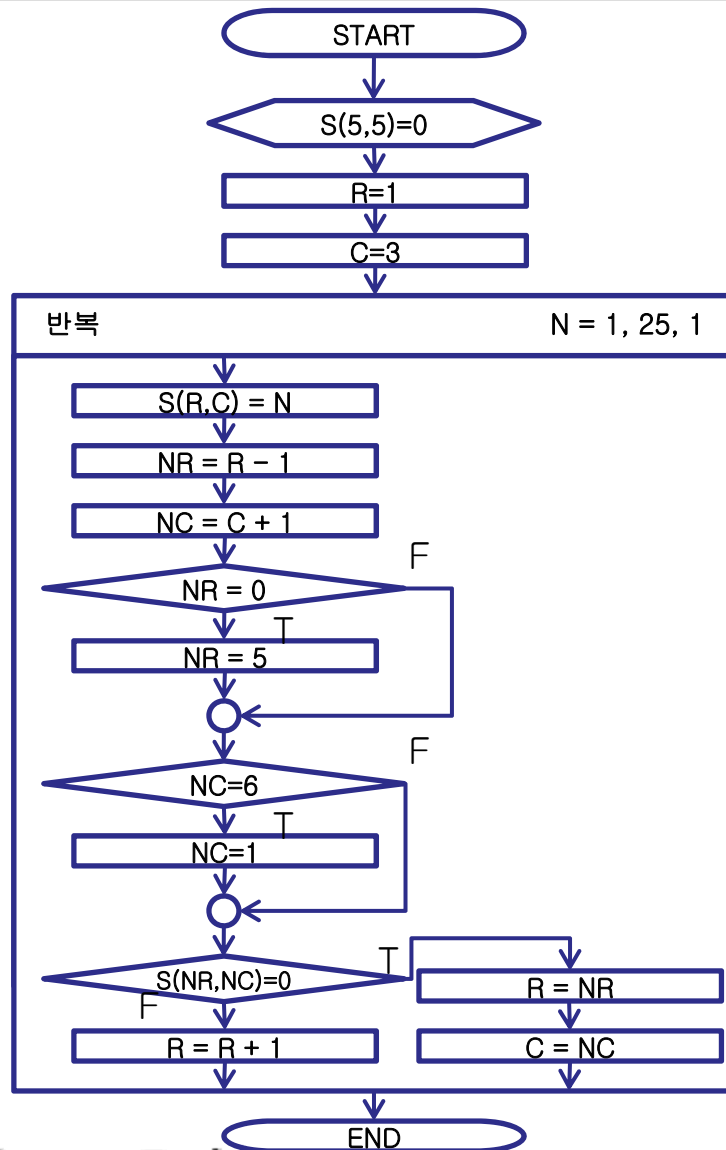 START
S(5,5)=0
R=1
C=3
반복 N = 1, 25, 1
S(R,C) = N
NR = R - 1
NC = C + 1
F
NR = 0
T
NR = 5
F
NC=6
T
NC=1
T
S(NR,NC)=0
F
R = NR
R = R + 1
C = NC
END